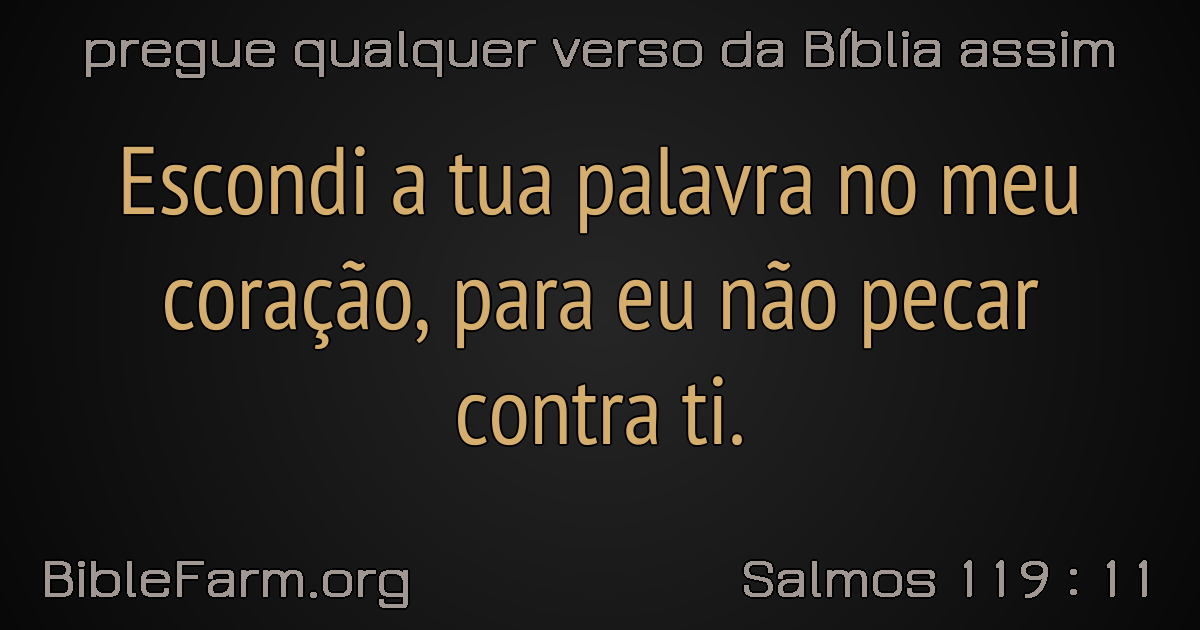 pregue qualquer verso da Bíblia assim
Escondi a tua palavra no meu
coração, para eu não pecar
contra ti.
BibleFarm.org
Salmos 119 : 11